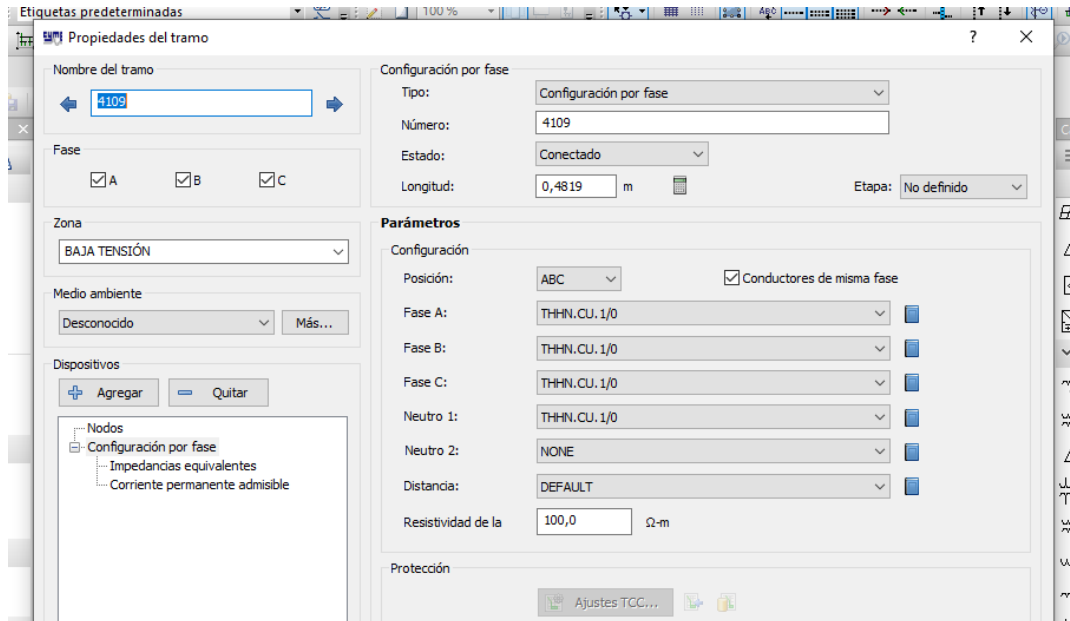 Etiquetas predeterminadas
100 %
Propiedades del tramo
?
Nombre del tramo
4109
Fase
A
B
C
Zona
BAJA TENSIÓN
Medio ambiente
Desconocido
Más...
Dispositivos
Agregar
Quitar
Nodos
Configuración por fase
Impedancias equivalentes
Corriente permanente admisible
Configuración por fase
Tipo:
Configuración por fase
Número:
4109
Estado:
Conectado
Longitud:
0,4819
m
Etapa:
No definido
Parámetros
Configuración
Posición:
ABC
Conductores de misma fase
Fase A:
THHN.CU.1/0
Fase B:
THHN.CU.1/0
Fase C:
THHN.CU.1/0
Neutro 1:
THHN.CU.1/0
Neutro 2:
NONE
Distancia:
DEFAULT
Resistividad de la
100,0
Ω-m
Protección
Ajustes TCC...